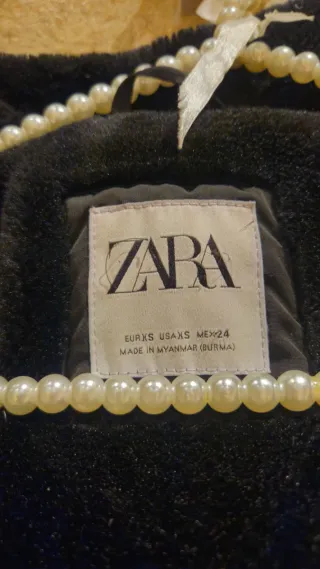 ZARA
EUR XS USA XS MEX 24
MADE IN MYANMAR (BURMA)